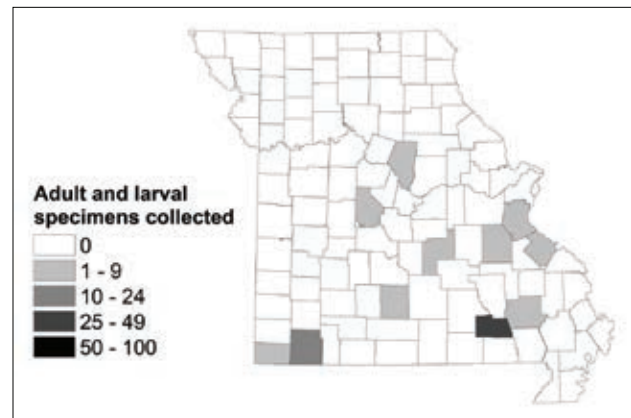 Adult and larval
specimens collected
0
1 - 9
10 - 24
25 - 49
50 - 100